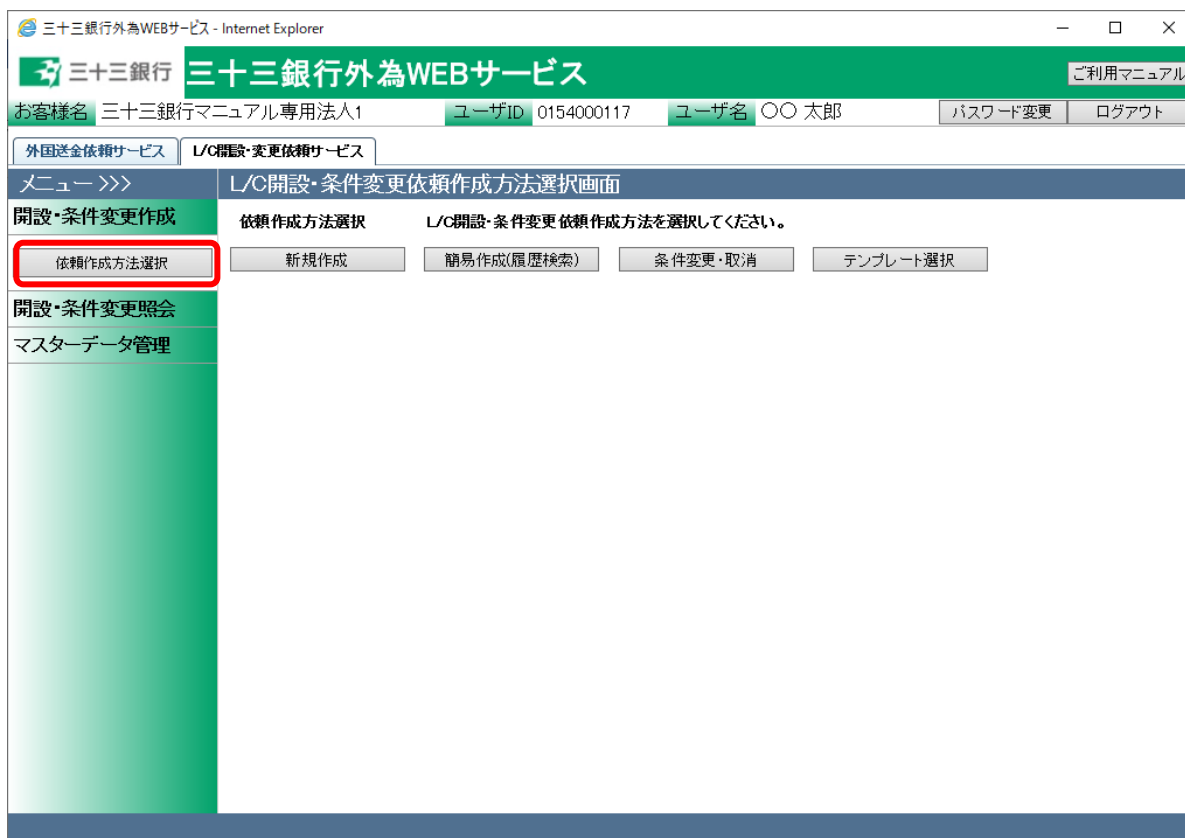 三十三銀行外為WEBサービス - Internet Explorer
三十三銀行 三十三銀行外為WEBサービス ご利用マニュアル
お客様名 三十三銀行マニュアル専用法人1 ユーザID 0154000117 ユーザ名 〇〇 太郎 パスワード変更 ログアウト
外国送金依頼サービス L/C開設・変更依頼サービス
メニュー >>> L/C開設・条件変更依頼作成方法選択画面
開設・条件変更作成 依頼作成方法選択 L/C開設・条件変更依頼作成方法を選択してください。
依頼作成方法選択 新規作成 簡易作成(履歴検索) 条件変更・取消 テンプレート選択
開設・条件変更照会
マスターデータ管理